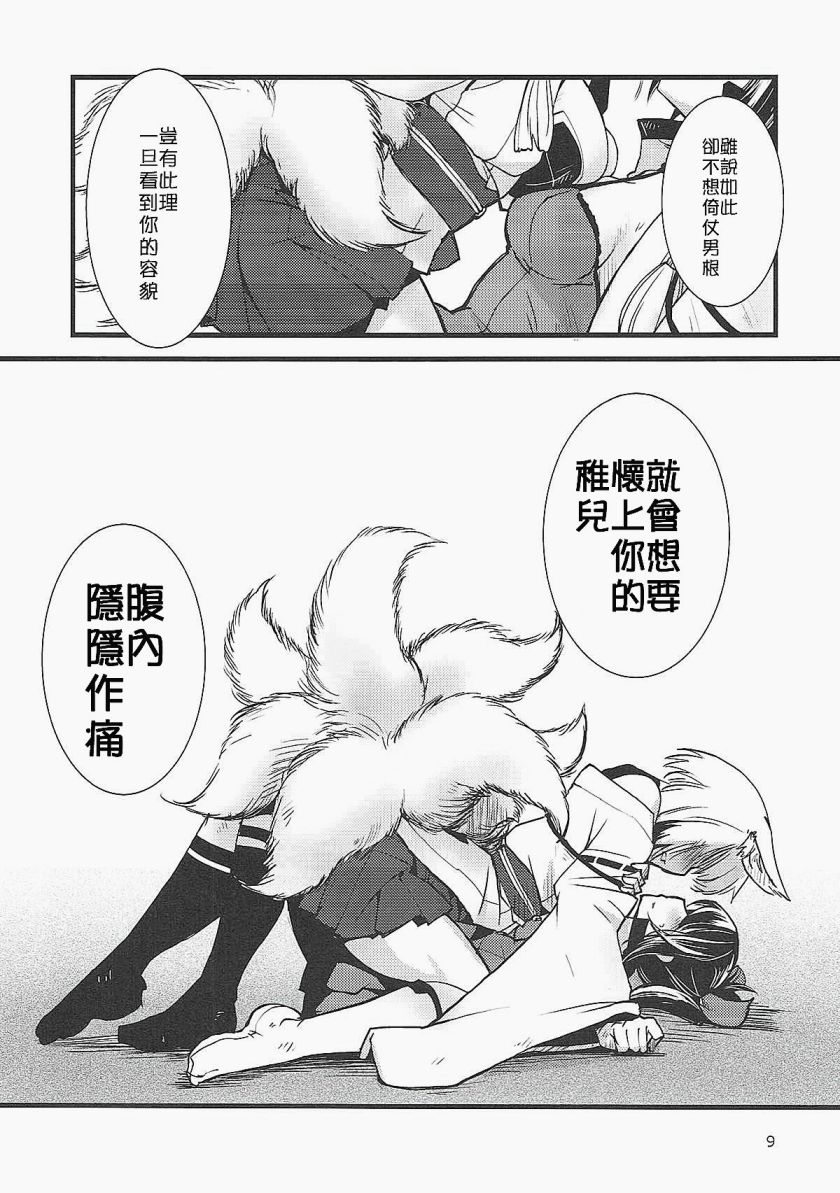 雖說如此
卻不想倚仗男根
豈有此理
一旦看到你的容貌
就會想要
懷上你的
稚兒
腹內
隱隱作痛
9